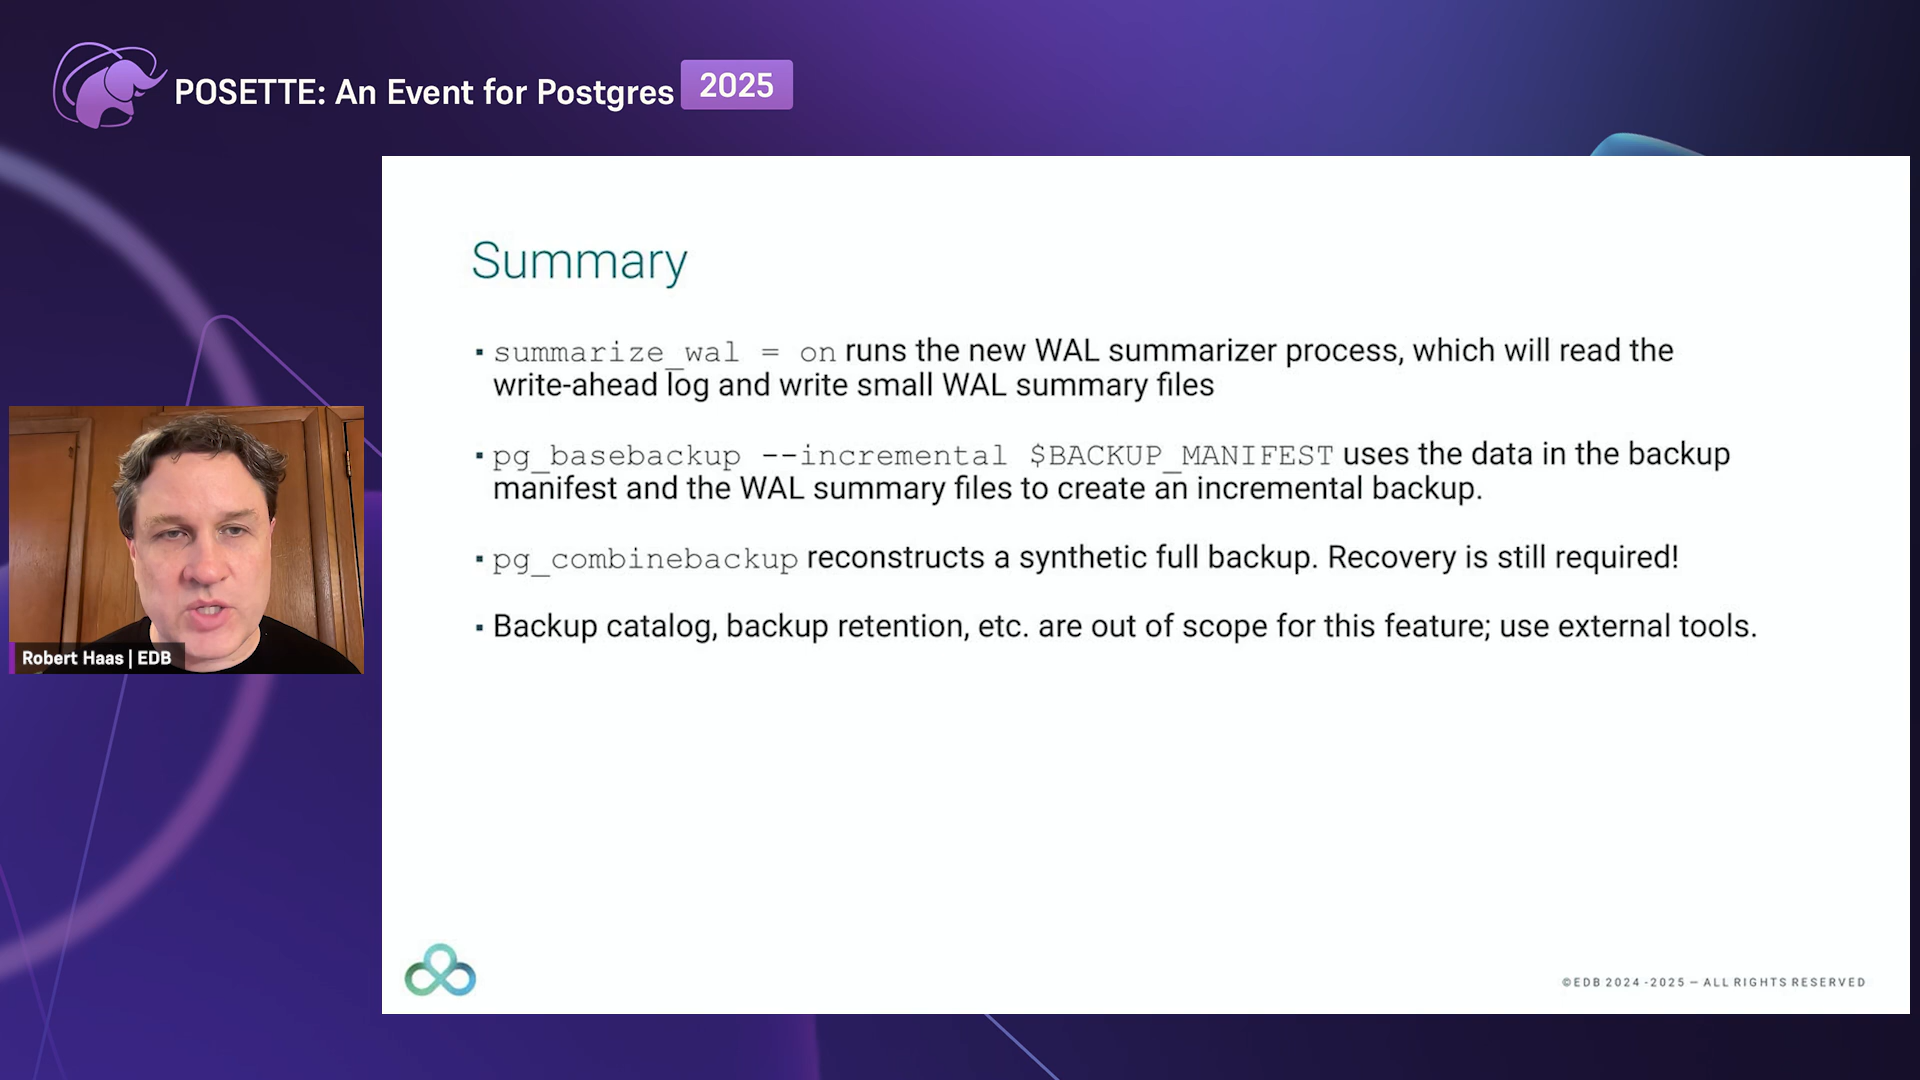 POSETTE: An Event for Postgres 2025
Summary
▪ summarize_wal = on runs the new WAL summarizer process, which will read the
write-ahead log and write small WAL summary files
▪ pg_basebackup --incremental $BACKUP_MANIFEST uses the data in the backup
manifest and the WAL summary files to create an incremental backup.
▪ pg_combinebackup reconstructs a synthetic full backup. Recovery is still required!
▪ Backup catalog, backup retention, etc. are out of scope for this feature; use external tools.
Robert Haas | EDB
©EDB 2024 -2025 — ALL RIGHTS RESERVED